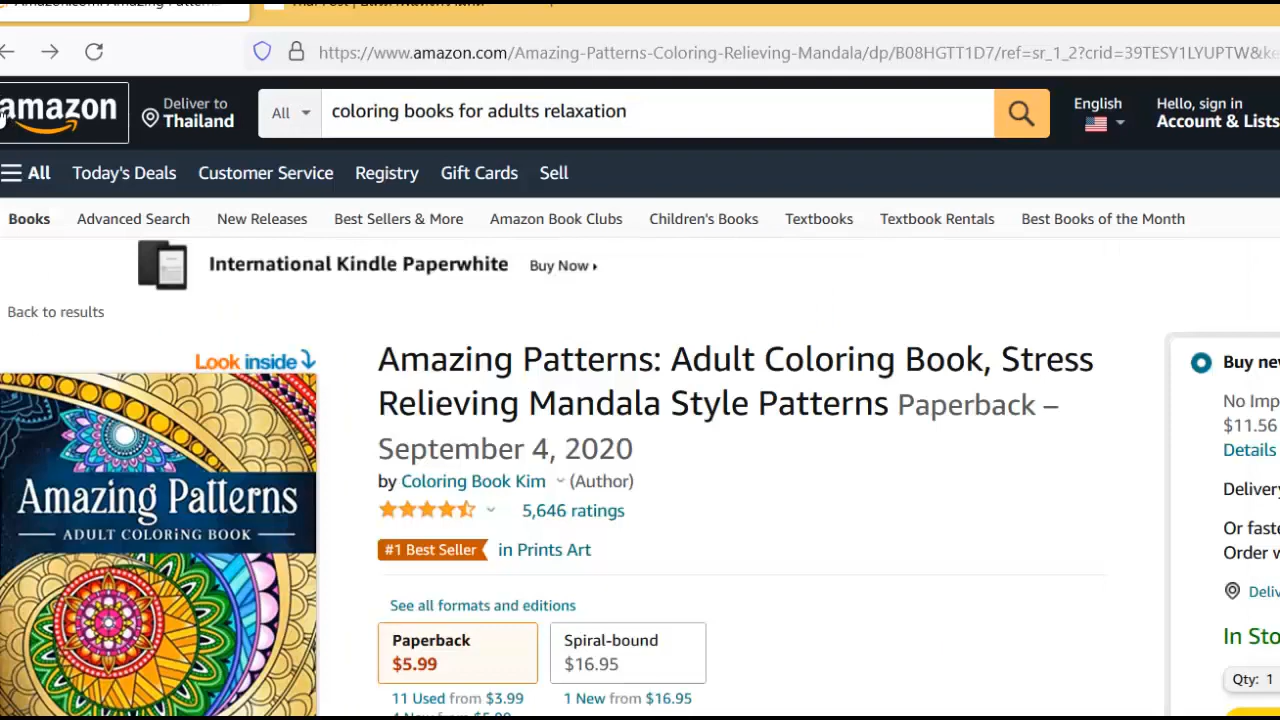 https://www.amazon.com/Amazing-Patterns-Coloring-Relieving-Mandala/dp/B08HGTT1D7/ref=sr_1_2?crid=39TESY1LYUPTW&k
amazon
Deliver to
Thailand
All
coloring books for adults relaxation
English
Hello, sign in
Account & Lists
All
Today's Deals
Customer Service
Registry
Gift Cards
Sell
Books
Advanced Search
New Releases
Best Sellers & More
Amazon Book Clubs
Children's Books
Textbooks
Textbook Rentals
Best Books of the Month
International Kindle Paperwhite
Buy Now
Back to results
Look inside
Amazing Patterns
ADULT COLORiNG BOOK
Amazing Patterns: Adult Coloring Book, Stress
Relieving Mandala Style Patterns Paperback –
September 4, 2020
by Coloring Book Kim (Author)
5,646 ratings
#1 Best Seller in Prints Art
See all formats and editions
Paperback
$5.99
11 Used from $3.99
Spiral-bound
$16.95
1 New from $16.95
Buy
No
$11.56
Details
Or
Order
Qty: 1